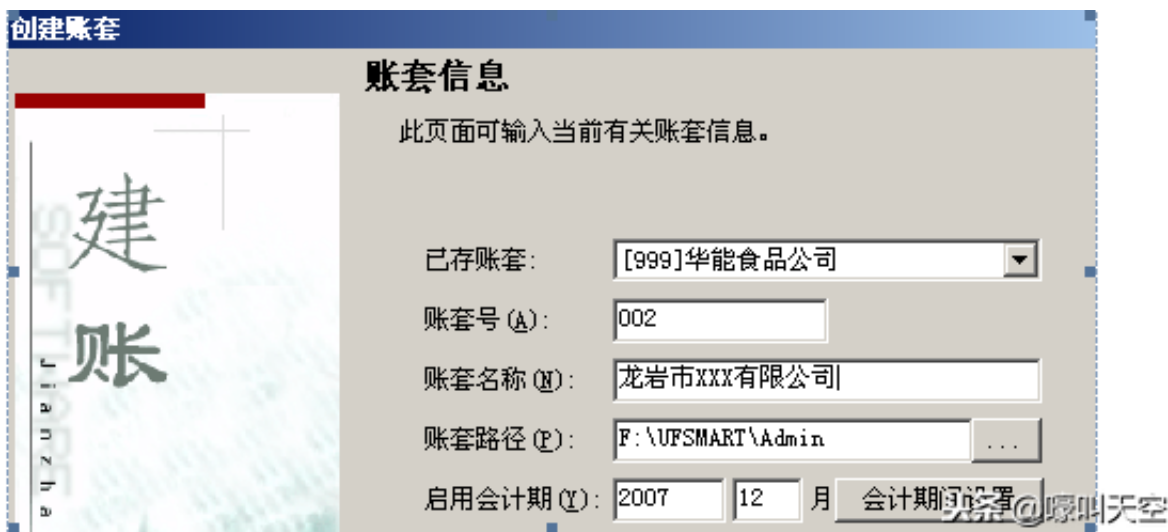 创建账套
账套信息
此页面可输入当前有关账套信息。
建
账
SOFTWARE
Jianzha
已存账套: [999]华能食品公司
账套号(A): 002
账套名称(N): 龙岩市XXX有限公司
账套路径(P): F:\UFSMART\Admin ...
启用会计期(Y): 2007 12 月 会计期间设置
头条 @嚎叫天空